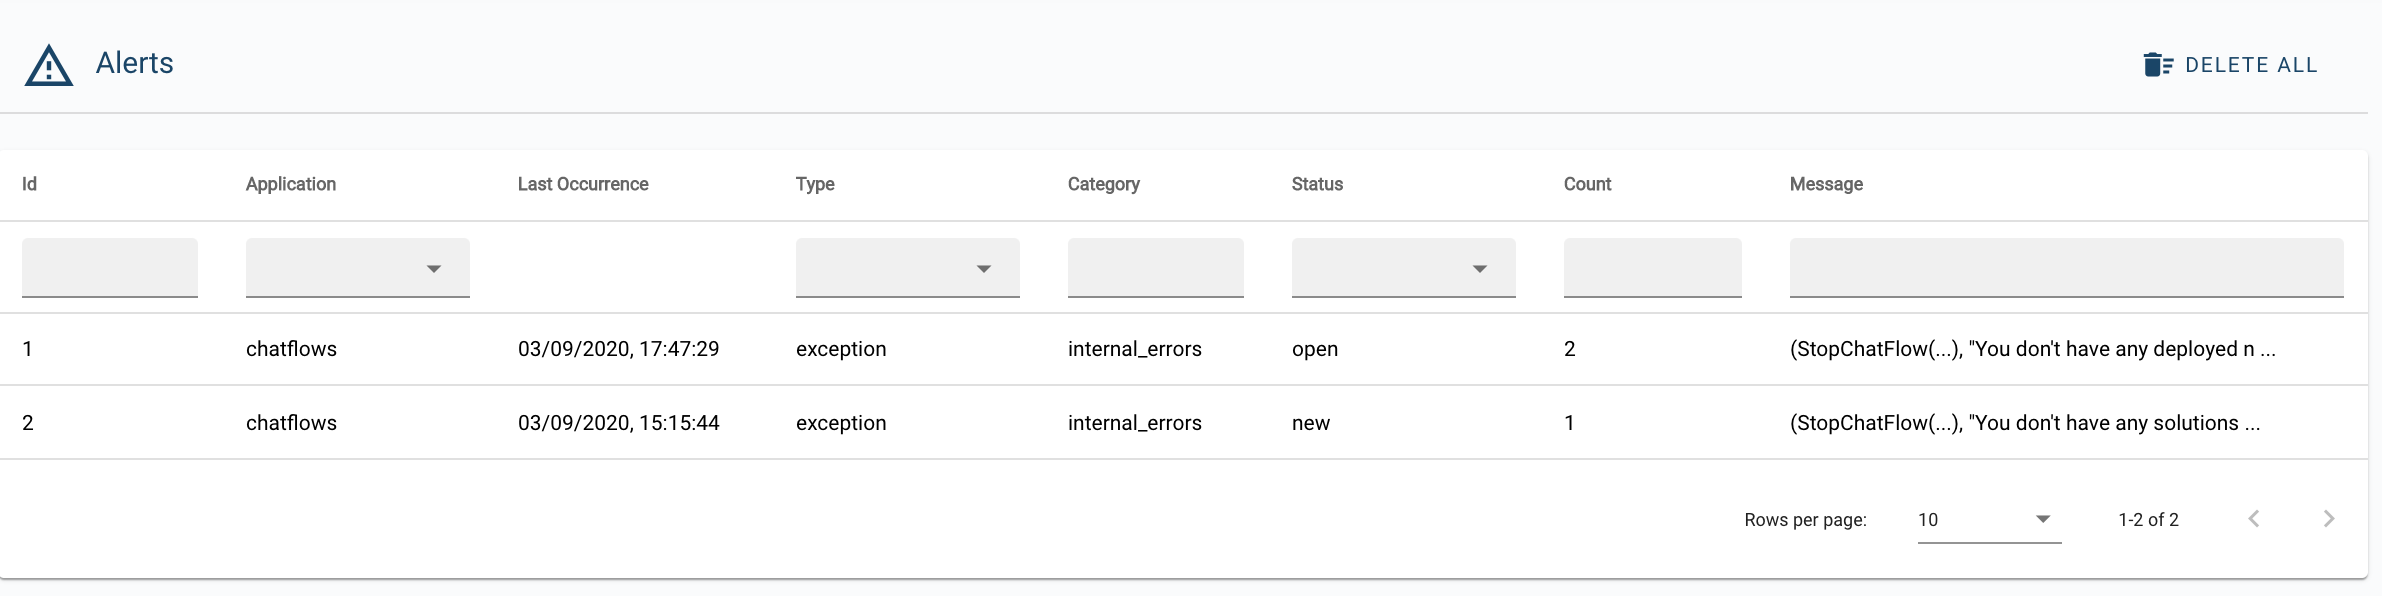 Alerts
DELETE ALL
Id Application Last Occurrence Type Category Status Count Message
1 chatflows 03/09/2020, 17:47:29 exception internal_errors open 2 (StopChatFlow(...), "You don't have any deployed n ...
2 chatflows 03/09/2020, 15:15:44 exception internal_errors new 1 (StopChatFlow(...), "You don't have any solutions ...
Rows per page: 10 1-2 of 2